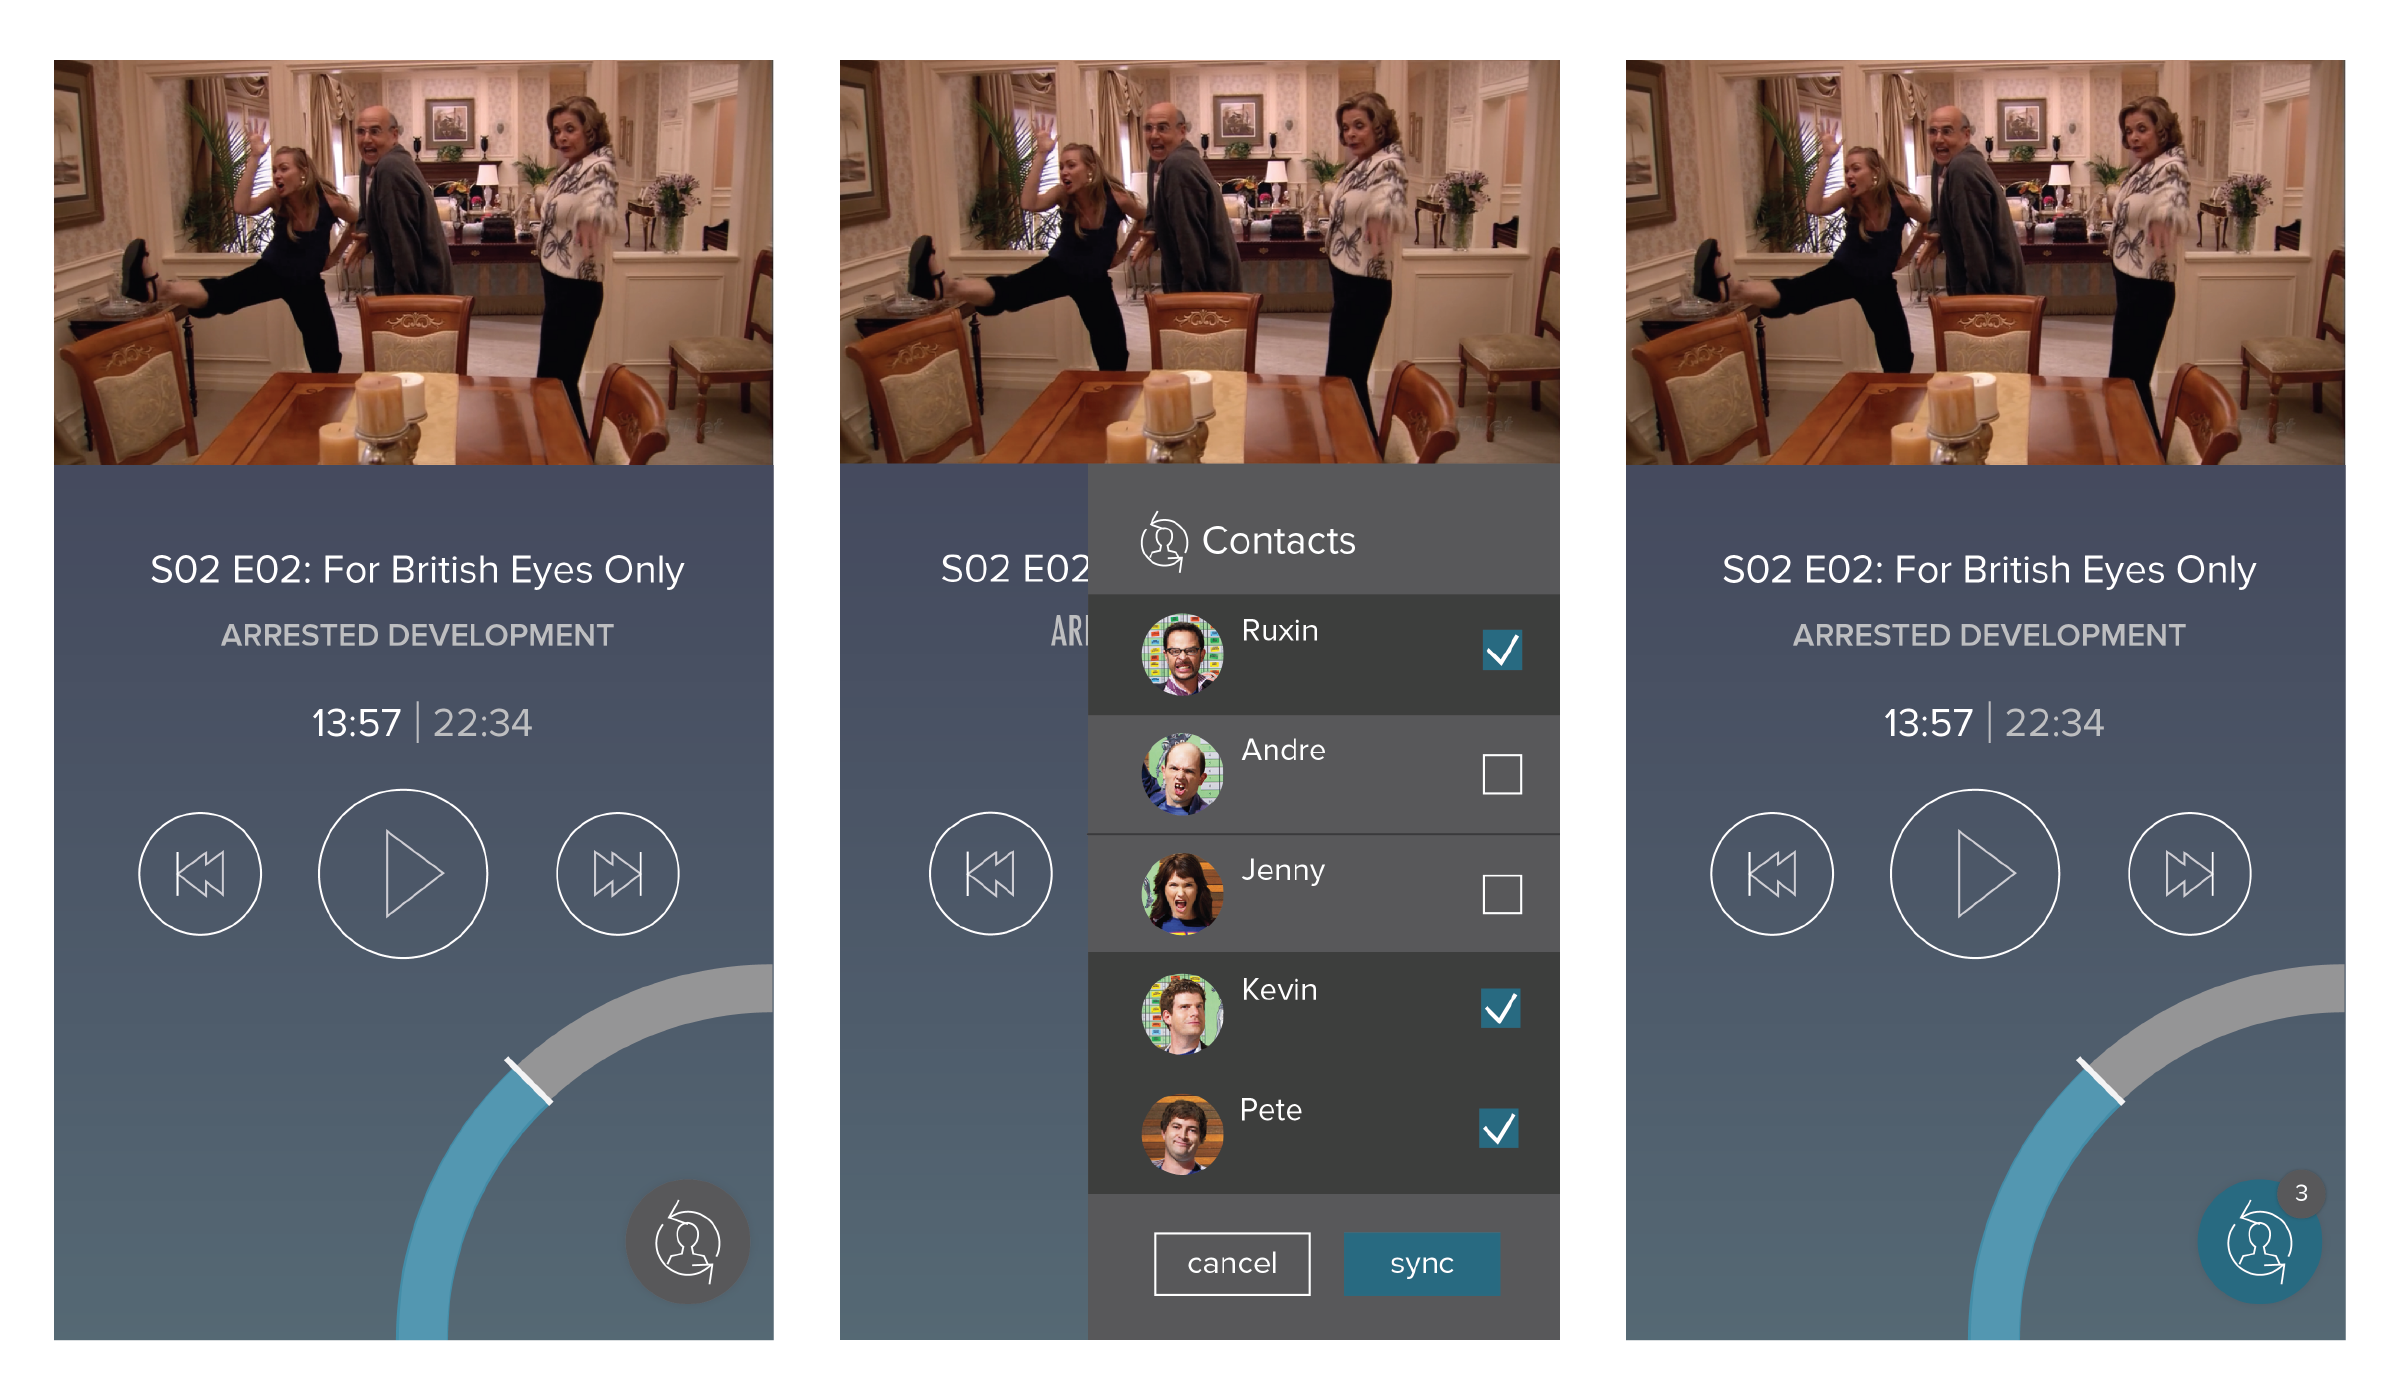 S02 E02: For British Eyes Only
ARRESTED DEVELOPMENT
13:57 | 22:34
S02 E02
Contacts
Ruxin
Andre
Jenny
Kevin
Pete
cancel
sync
S02 E02: For British Eyes Only
ARRESTED DEVELOPMENT
13:57 | 22:34
3